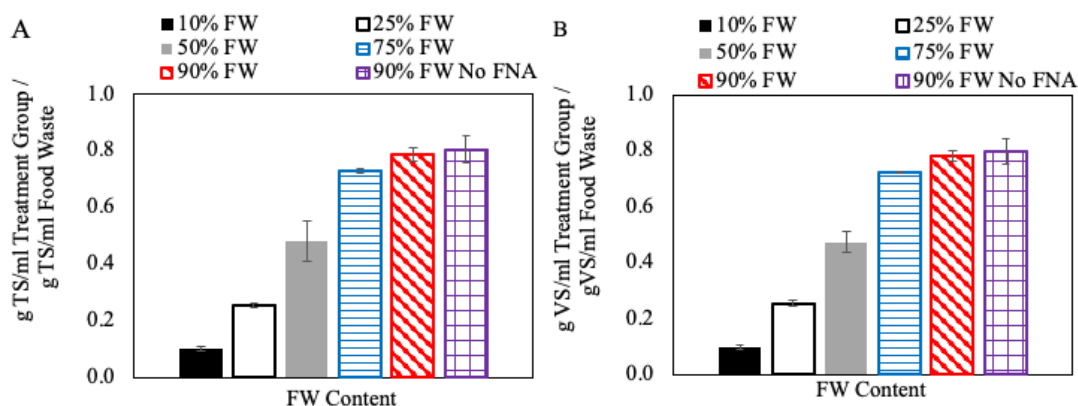 A
10% FW
25% FW
50% FW
75% FW
90% FW
90% FW No FNA
g TS/ml Treatment Group /
g TS/ml Food Waste
1.0
0.8
0.6
0.4
0.2
0.0
FW Content
B
10% FW
25% FW
50% FW
75% FW
90% FW
90% FW No FNA
g VS/ml Treatment Group /
gVS/ml Food Waste
1.0
0.8
0.6
0.4
0.2
0.0
FW Content